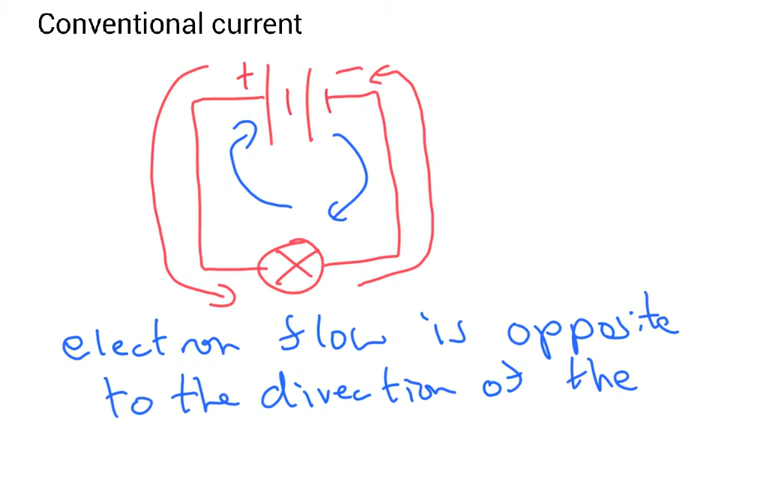 Conventional current
+ −
electron flow is opposite
to the direction of the